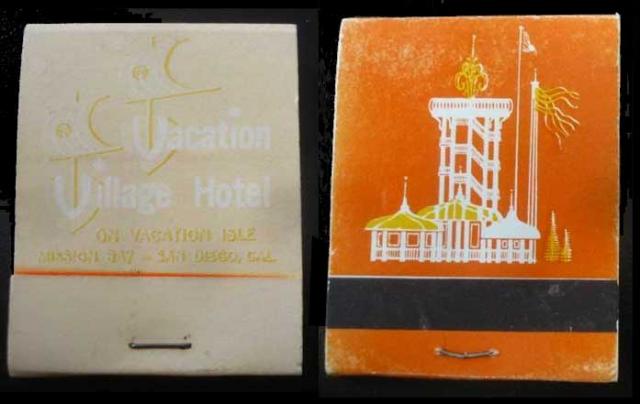 Vacation
Village Hotel
ON VACATION ISLE
MISSION BAY - SAN DIEGO, CAL.